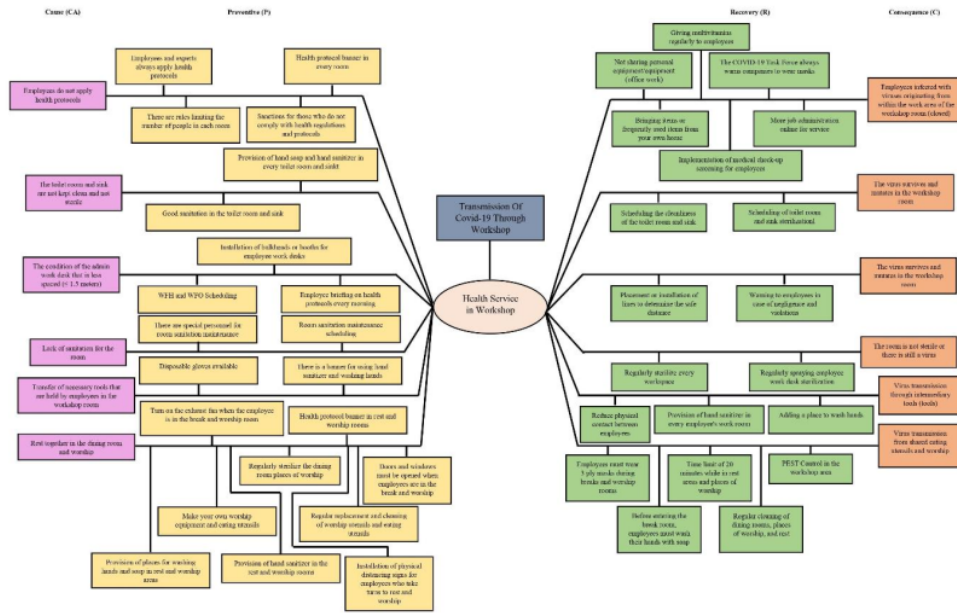 Cause (CA)
Preventive (P)
Recovery (R)
Consequence (C)
Employees do not apply
health protocols
Employees and experts
always apply health
protocols
Health protocol banner in
every room
There are rules limiting the
number of people in each room
Sanctions for those who do not
comply with health regulations
and protocols
The toilet room and sink
are not kept clean and not
sterile
Provision of hand soap and hand sanitizer in
every toilet room and sinkt
Good sanitation in the toilet room and sink
The condition of the admin
work desk that is less
spaced (< 1.5 meters)
Installation of bulkheads or booths for
employee work desks
WFH and WFO Scheduling
Employee briefing on health
protocols every morning
Lack of sanitation for the
room
There are special personnel for
room sanitation maintenance
Room sanitation maintenance
scheduling
Transfer of necessary tools that
are held by employees in the
workshop room
Disposable gloves available
There is a banner for using hand
sanitizer and washing hands
Rest together in the dining room
and worship
Turn on the exhaust fan when the employee
is in the break and worship room
Health protocol banner in rest and
worship rooms
Regularly sterilize the dining
room places of worship
Doors and windows
must be opened when
employees are in the
break and worship
Make your own worship
equipment and eating utensils
Regular replacement and cleaning
of worship utensils and eating
utensils
Provision of places for washing
hands and soap in rest and worship
areas
Provision of hand sanitizer in the
rest and worship rooms
Installation of physical
distancing signs for
employees who take
turns to rest and
worship
Transmission Of
Covid-19 Through
Workshop
Health Service
in Workshop
Giving multivitamins
regularly to employees
Not sharing personal
equipment/equipment
(office work)
The COVID-19 Task Force always
warns companies to wear masks
Bringing items or
frequently used items from
your own home
More job administration
online for service
Implementation of medical check-up
screening for employees
Employees infected with
viruses originating from
within the work area of the
workshop room (closed)
Scheduling the cleanliness
of the toilet room and sink
Scheduling of toilet room
and sink sterilization1
The virus survives and
mutates in the workshop
room
Placement or installation of
lines to determine the safe
distance
Warning to employees in
case of negligence and
violations
The virus survives and
mutates in the workshop
room
Regularly sterilize every
workspace
Regularly spraying employee
work desk sterilization
The room is not sterile or
there is still a virus
Reduce physical
contact between
employees
Provision of hand sanitizer in
every employee's work room
Adding a place to wash hands
Virus transmission
through intermediary
tools (tools)
Employees must wear
3 ply masks during
breaks and worship
rooms
Time limit of 20
minutes while in rest
areas and places of
worship
PEST Control in the
workshop area
Virus transmission
from shared eating
utensils and worship
Before entering the
break room,
employees must wash
their hands with soap
Regular cleaning of
dining rooms, places
of worship, and rest